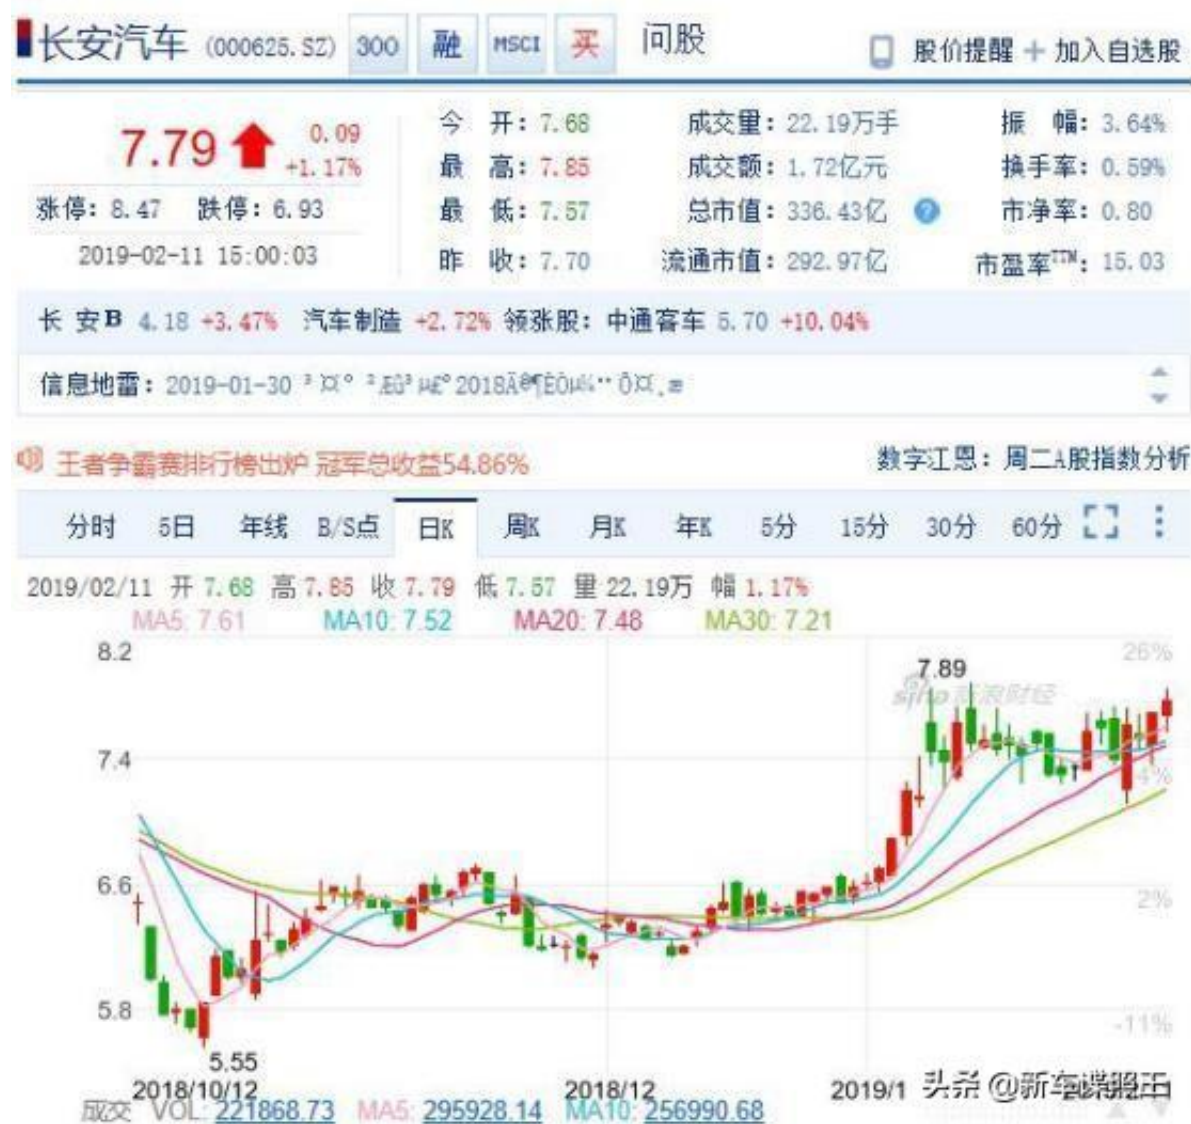 长安汽车 (000625.SZ) 300 融 MSCI 买 问股 股价提醒 + 加入自选股
7.79 0.09 +1.17%
今 开: 7.68 成交量: 22.19万手 振 幅: 3.64%
最 高: 7.85 成交额: 1.72亿元 换手率: 0.59%
涨停: 8.47 跌停: 6.93 最 低: 7.57 总市值: 336.43亿 ? 市净率: 0.80
2019-02-11 15:00:03 昨 收: 7.70 流通市值: 292.97亿 市盈率TTM: 15.03
长 安B 4.18 +3.47% 汽车制造 +2.72% 领涨股: 中通客车 5.70 +10.04%
信息地雷: 2019-01-30
王者争霸赛排行榜出炉 冠军总收益54.86% 数字江恩: 周二A股指数分析
分时 5日 年线 B/S点 日K 周K 月K 年K 5分 15分 30分 60分
2019/02/11 开 7.68 高 7.85 收 7.79 低 7.57 量 22.19万 幅 1.17%
MA5: 7.61 MA10: 7.52 MA20: 7.48 MA30: 7.21
8.2 26%
7.89
sina 新浪财经
7.4 4%
6.6 2%
5.8 -11%
5.55
2018/10/12 2018/12 2019/1
头条 @新车谍照王
成交 VOL: 221868.73 MA5: 295928.14 MA10: 256990.68